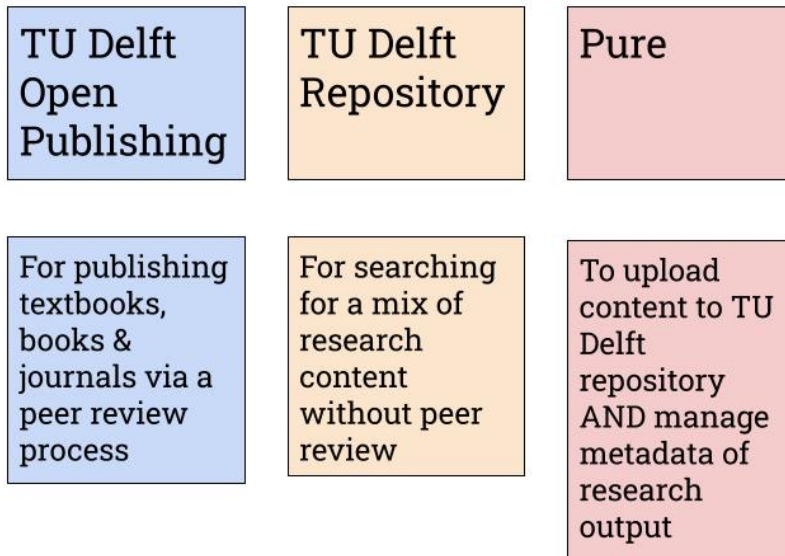 TU Delft
Open
Publishing
TU Delft
Repository
Pure
For publishing
textbooks,
books &
journals via a
peer review
process
For searching
for a mix of
research
content
without peer
review
To upload
content to TU
Delft
repository
AND manage
metadata of
research
output